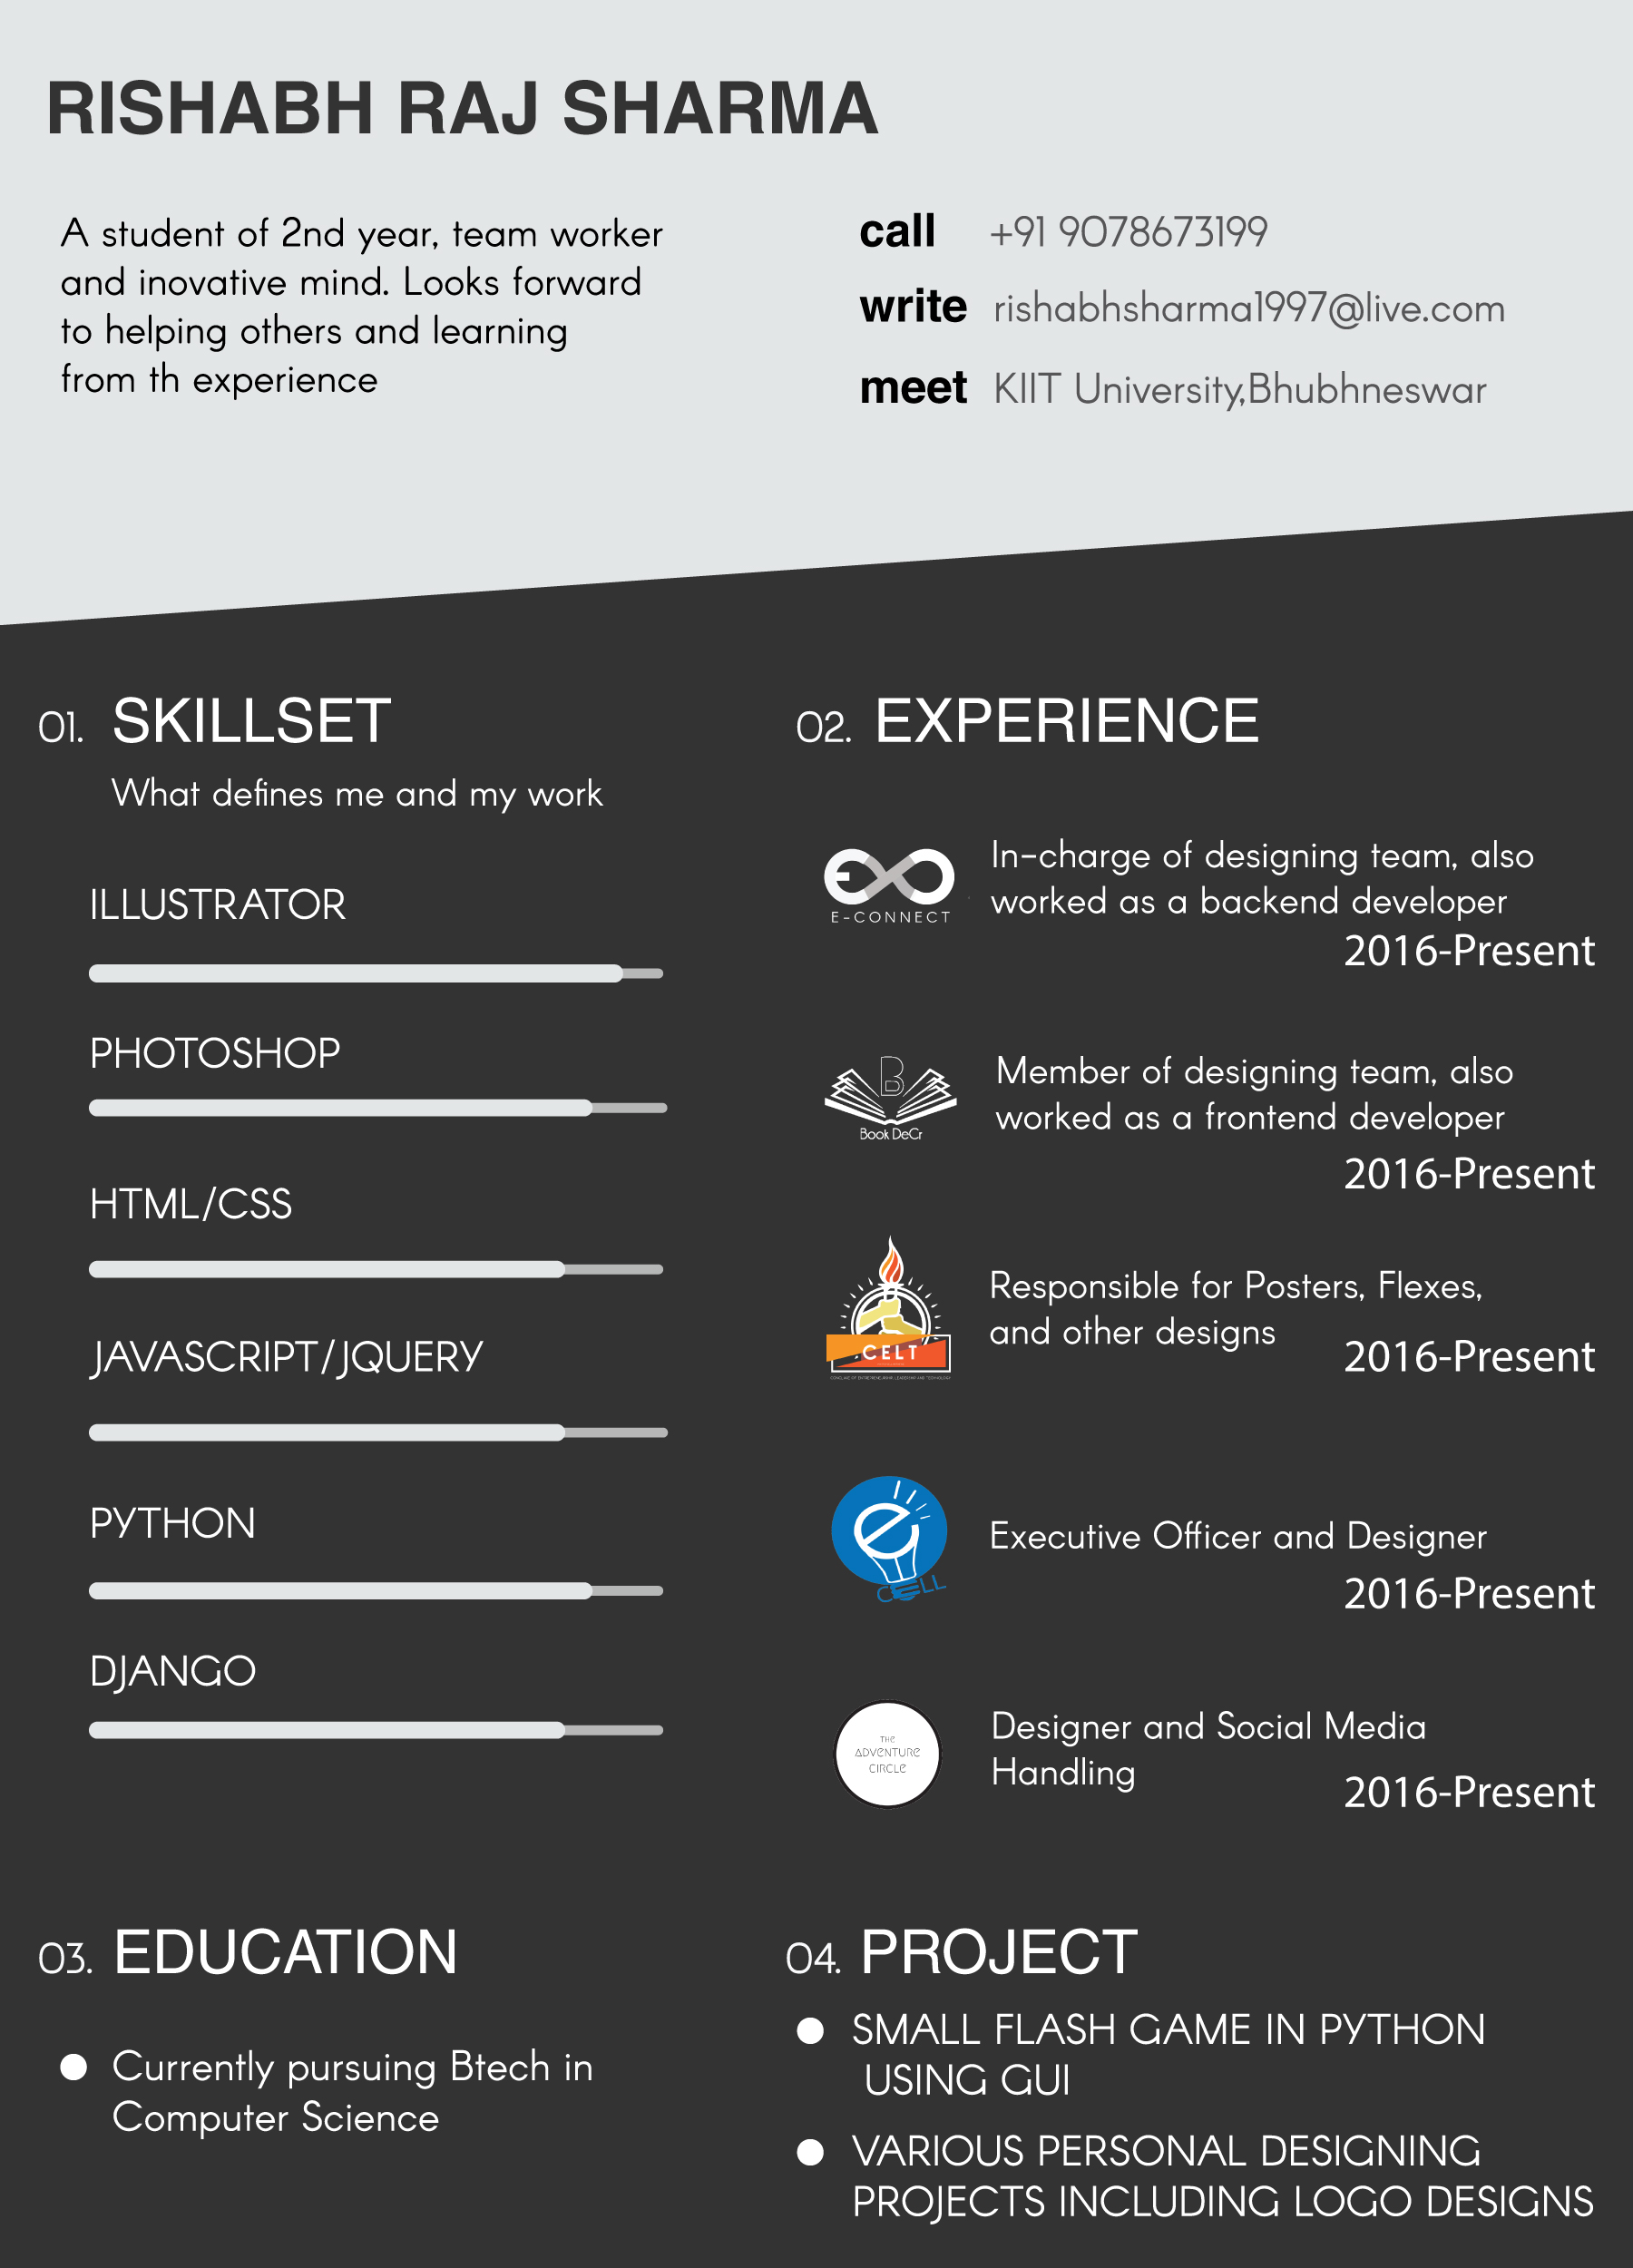 RISHABH RAJ SHARMA
A student of 2nd year, team worker
and inovative mind. Looks forward
to helping others and learning
from th experience
call +91 9078673199
write rishabhsharma1997@live.com
meet KIIT University,Bhubhneswar
01. SKILLSET
What defines me and my work
ILLUSTRATOR
PHOTOSHOP
HTML/CSS
JAVASCRIPT/JQUERY
PYTHON
DJANGO
02. EXPERIENCE
E-CONNECT
In-charge of designing team, also
worked as a backend developer
2016-Present
B
Book DeCr
Member of designing team, also
worked as a frontend developer
2016-Present
CELT
CONCLAVE OF ENTREPRENEURSHIP, LEADERSHIP AND TECHNOLOGY
Responsible for Posters, Flexes,
and other designs
2016-Present
e
CELL
Executive Officer and Designer
2016-Present
THE
ADVENTURE
CIRCLE
Designer and Social Media
Handling
2016-Present
03. EDUCATION
Currently pursuing Btech in
Computer Science
04. PROJECT
SMALL FLASH GAME IN PYTHON
USING GUI
VARIOUS PERSONAL DESIGNING
PROJECTS INCLUDING LOGO DESIGNS